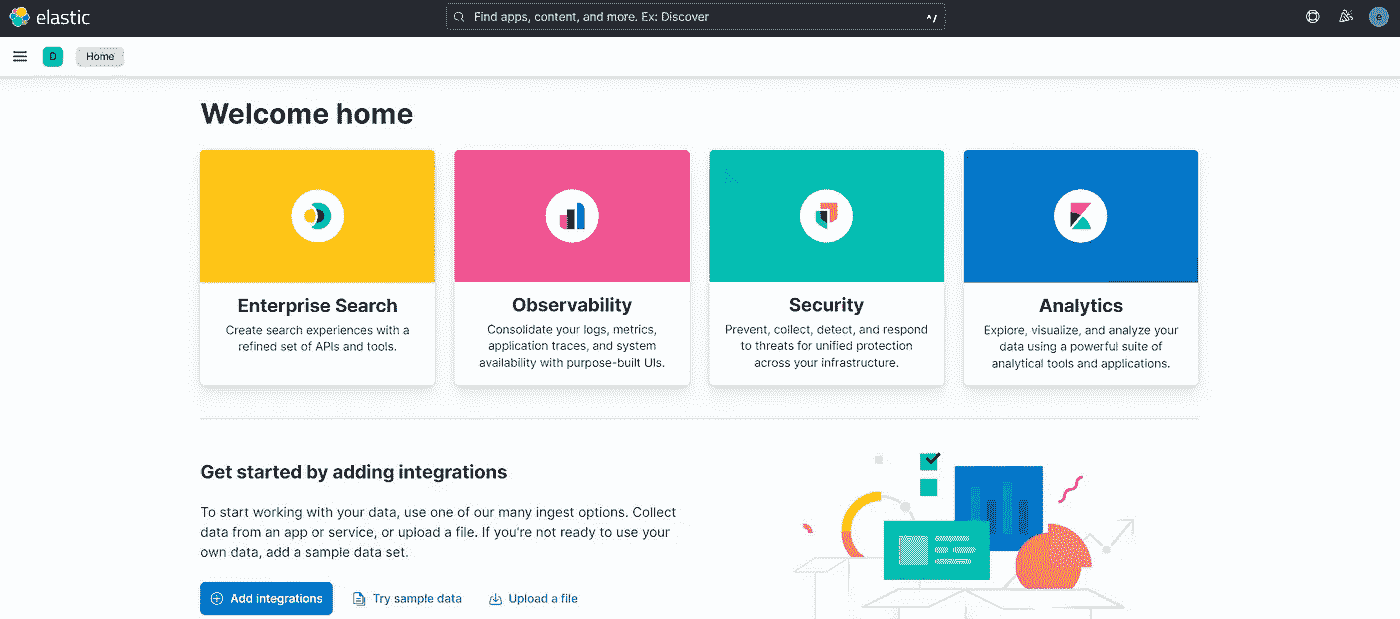 elastic
Find apps, content, and more. Ex: Discover
^/
e
D
Home
Welcome home
Enterprise Search
Create search experiences with a
refined set of APIs and tools.
Observability
Consolidate your logs, metrics,
application traces, and system
availability with purpose-built UIs.
Security
Prevent, collect, detect, and respond
to threats for unified protection
across your infrastructure.
Analytics
Explore, visualize, and analyze your
data using a powerful suite of
analytical tools and applications.
Get started by adding integrations
To start working with your data, use one of our many ingest options. Collect
data from an app or service, or upload a file. If you're not ready to use your
own data, add a sample data set.
Add integrations
Try sample data
Upload a file